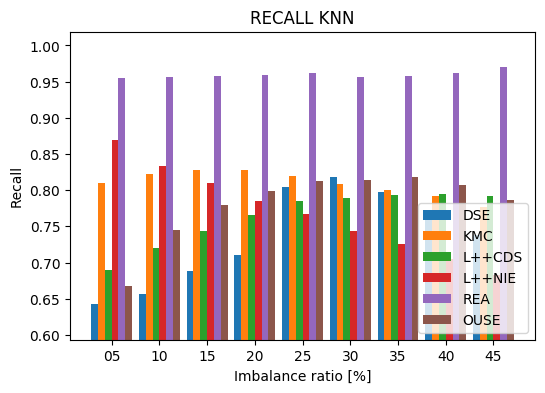 RECALL KNN
1.00
0.95
0.90
0.85
0.80
0.75
0.70
0.65
0.60
Recall
DSE
KMC
L++CDS
L++NIE
REA
OUSE
05 10 15 20 25 30 35 40 45
Imbalance ratio [%]